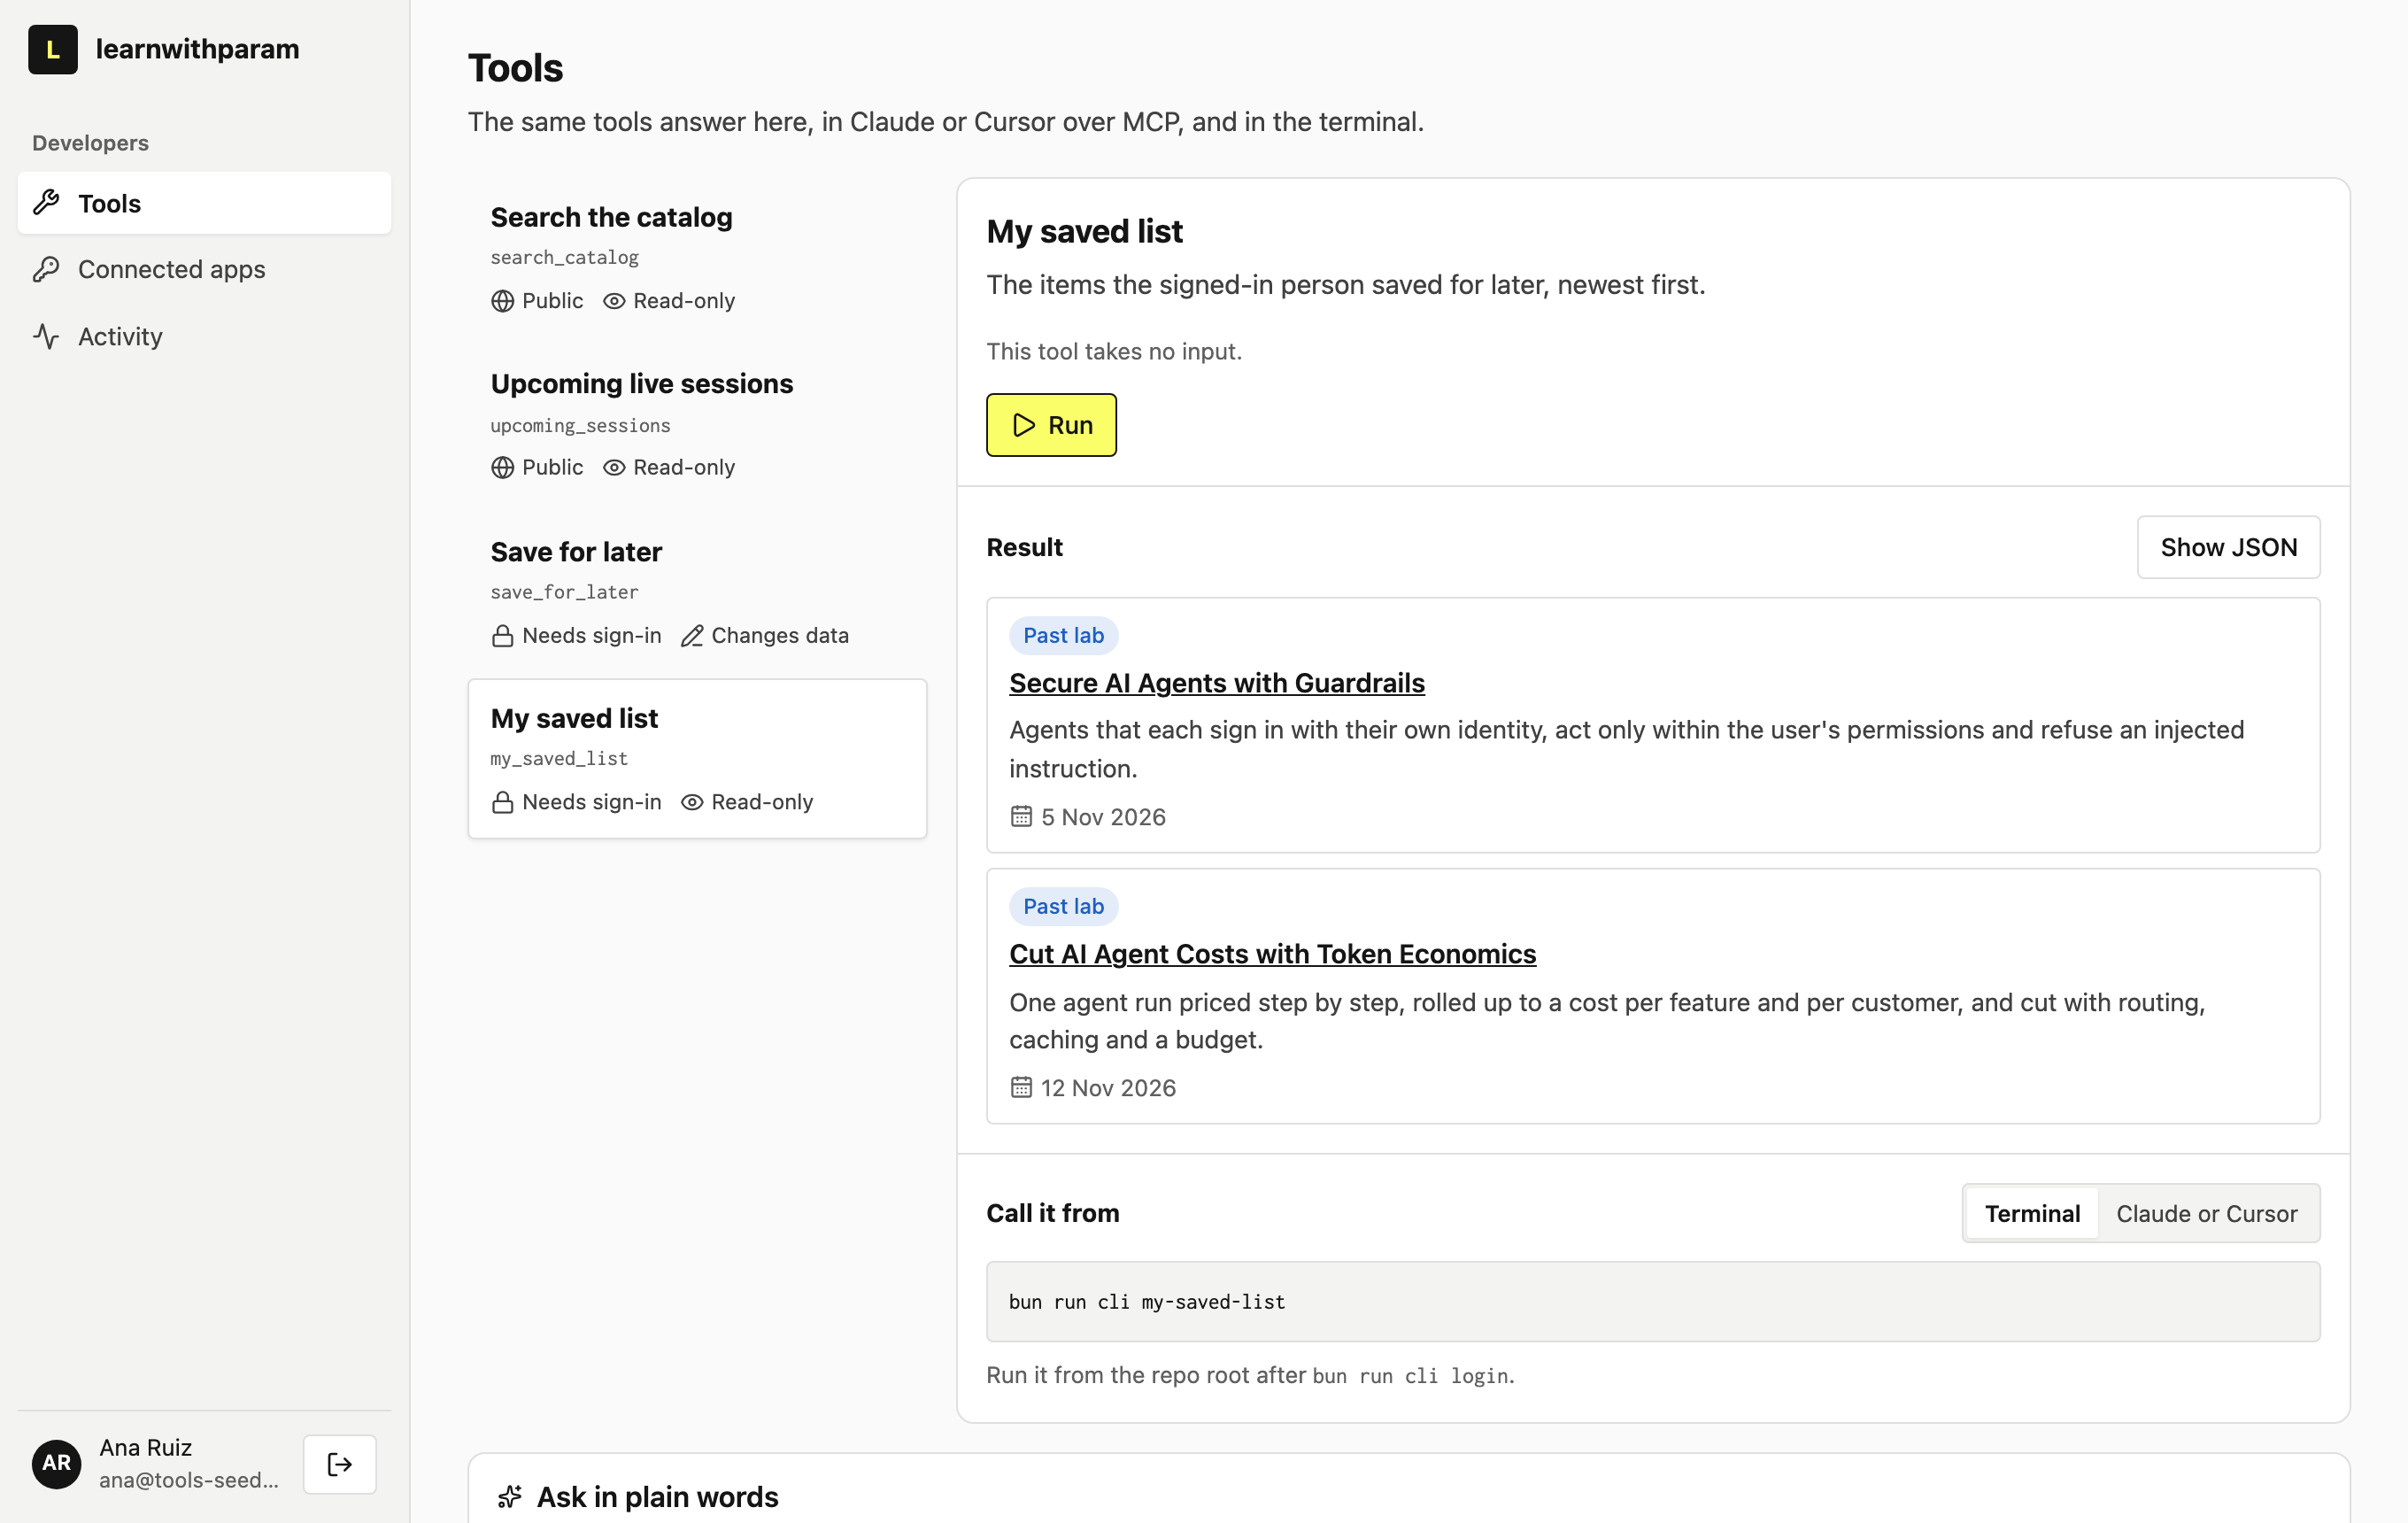 L
learnwithparam
Developers
Tools
Connected apps
Activity
AR
Ana Ruiz
ana@tools-seed...
Tools
The same tools answer here, in Claude or Cursor over MCP, and in the terminal.
Search the catalog
search_catalog
Public
Read-only
Upcoming live sessions
upcoming_sessions
Public
Read-only
Save for later
save_for_later
Needs sign-in
Changes data
My saved list
my_saved_list
Needs sign-in
Read-only
My saved list
The items the signed-in person saved for later, newest first.
This tool takes no input.
Run
Result
Show JSON
Past lab
Secure AI Agents with Guardrails
Agents that each sign in with their own identity, act only within the user's permissions and refuse an injected
instruction.
5 Nov 2026
Past lab
Cut AI Agent Costs with Token Economics
One agent run priced step by step, rolled up to a cost per feature and per customer, and cut with routing,
caching and a budget.
12 Nov 2026
Call it from
Terminal
Claude or Cursor
bun run cli my-saved-list
Run it from the repo root after bun run cli login.
Ask in plain words